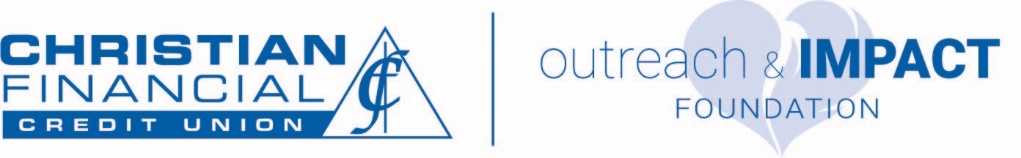 CHRISTIAN
FINANCIAL
CREDIT UNION
outreach & IMPACT
FOUNDATION